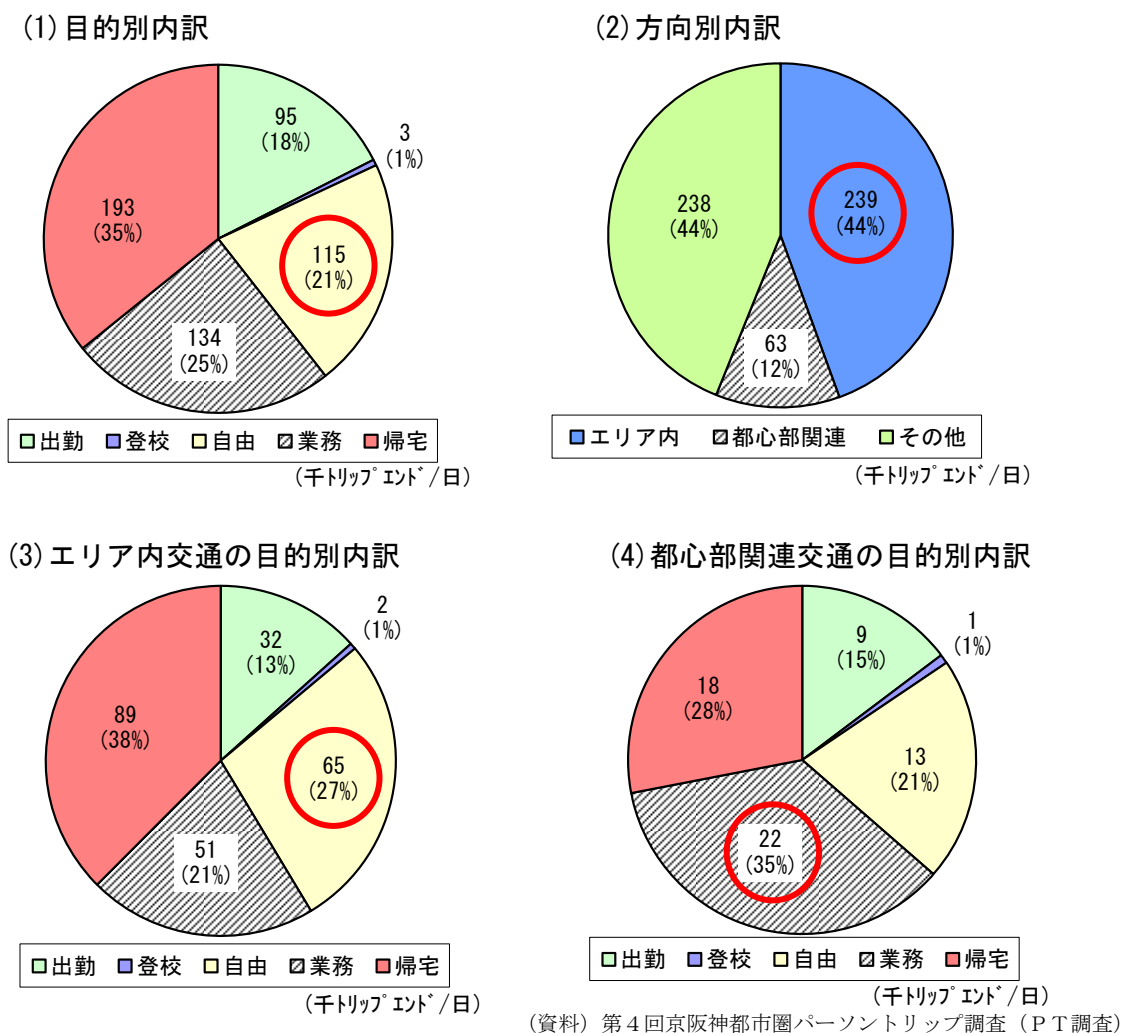 (1)目的別内訳
95
(18%)
3
(1%)
115
(21%)
134
(25%)
193
(35%)
出勤 登校 自由 業務 帰宅
(千ﾄﾘｯﾌﾟｴﾝﾄﾞ/日)
(2)方向別内訳
239
(44%)
63
(12%)
238
(44%)
エリア内 都心部関連 その他
(千ﾄﾘｯﾌﾟｴﾝﾄﾞ/日)
(3)エリア内交通の目的別内訳
32
(13%)
2
(1%)
65
(27%)
51
(21%)
89
(38%)
出勤 登校 自由 業務 帰宅
(千ﾄﾘｯﾌﾟｴﾝﾄﾞ/日)
(4)都心部関連交通の目的別内訳
9
(15%)
1
(1%)
13
(21%)
22
(35%)
18
(28%)
出勤 登校 自由 業務 帰宅
(千ﾄﾘｯﾌﾟｴﾝﾄﾞ/日)
（資料）第４回京阪神都市圏パーソントリップ調査（ＰＴ調査）